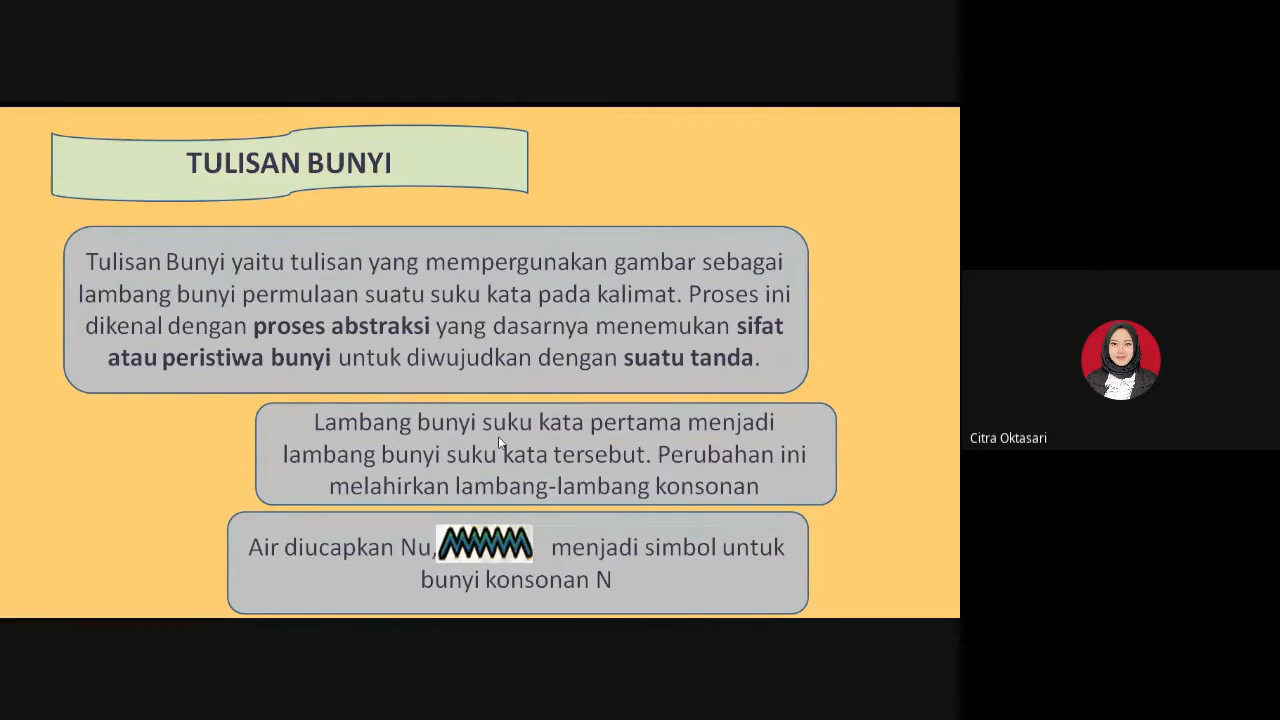 TULISAN BUNYI
Tulisan Bunyi yaitu tulisan yang mempergunakan gambar sebagai
lambang bunyi permulaan suatu suku kata pada kalimat. Proses ini
dikenal dengan proses abstraksi yang dasarnya menemukan sifat
atau peristiwa bunyi untuk diwujudkan dengan suatu tanda.
Lambang bunyi suku kata pertama menjadi
lambang bunyi suku kata tersebut. Perubahan ini
melahirkan lambang-lambang konsonan
Air diucapkan Nu, menjadi simbol untuk
bunyi konsonan N
Citra Oktasari